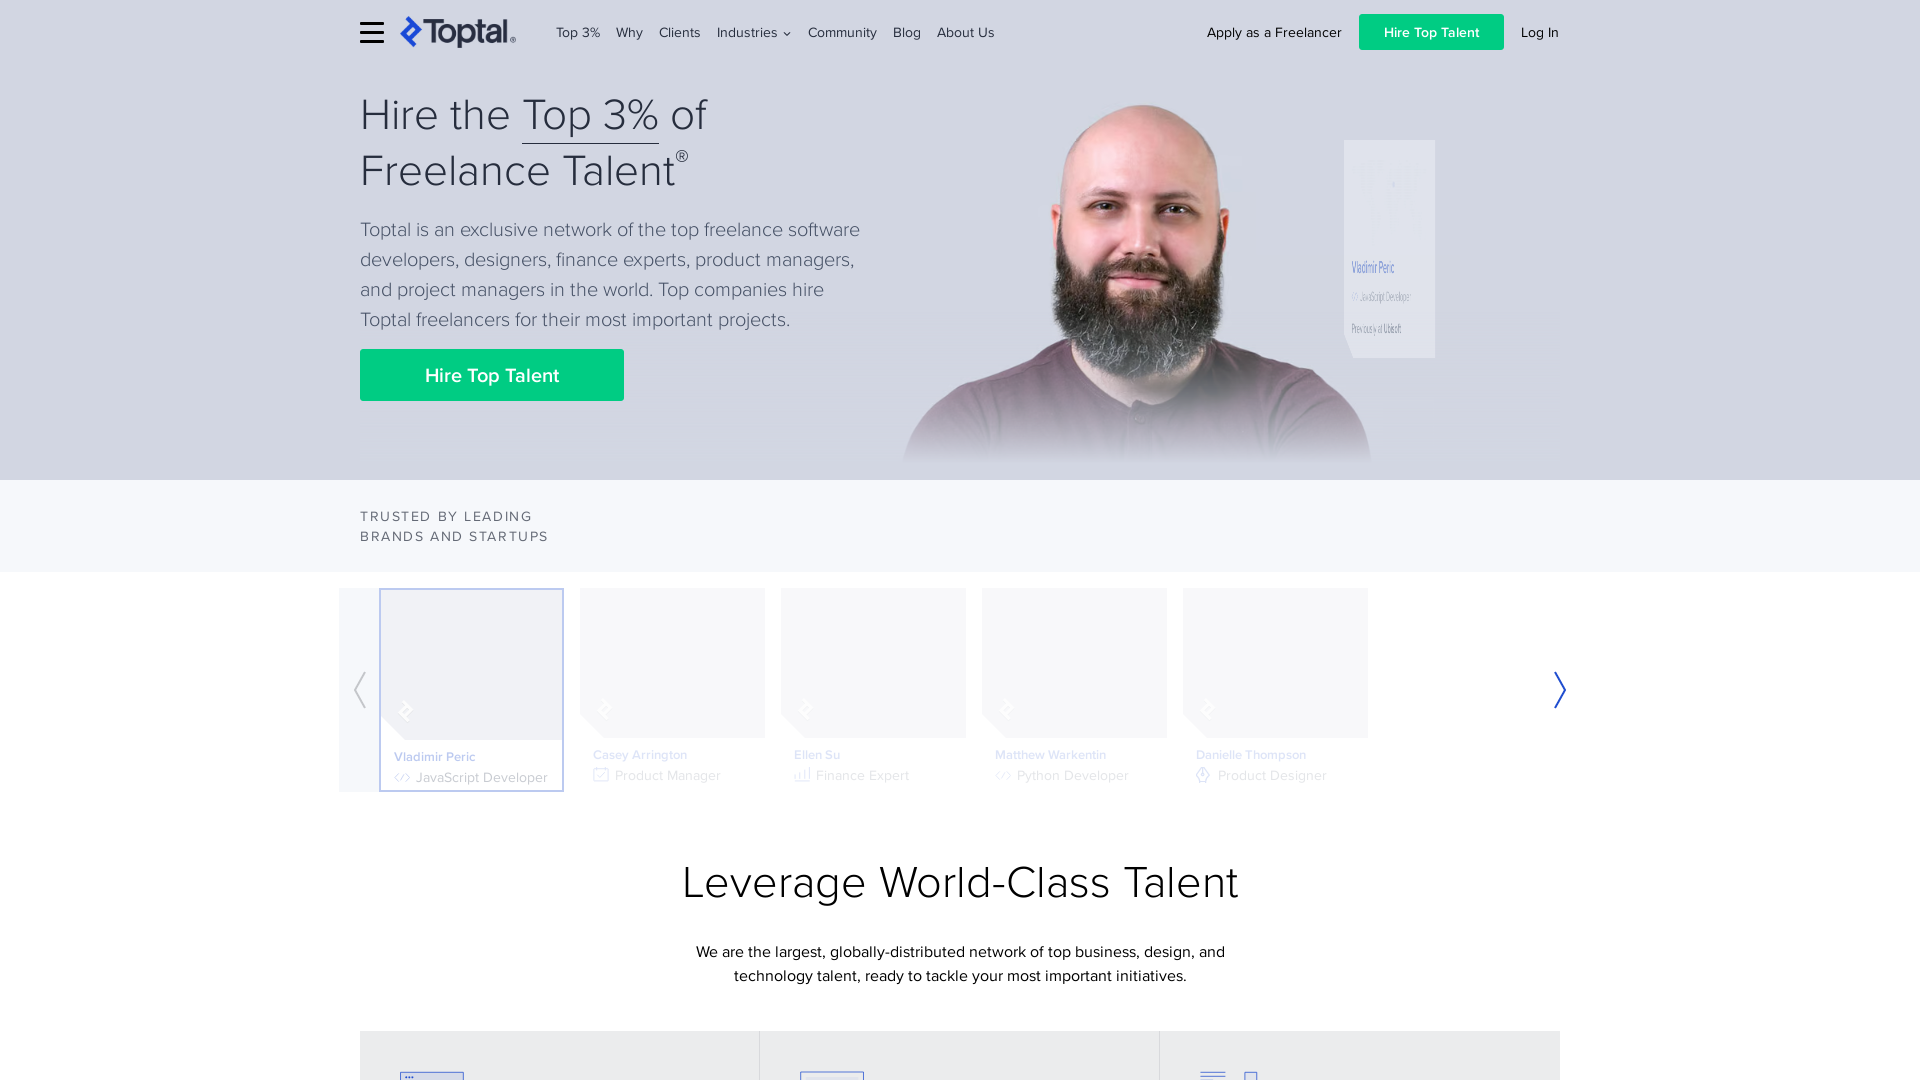 Toptal®
Top 3%
Why
Clients
Industries
Community
Blog
About Us
Apply as a Freelancer
Hire Top Talent
Log In
Hire the Top 3% of
Freelance Talent®
Toptal is an exclusive network of the top freelance software
developers, designers, finance experts, product managers,
and project managers in the world. Top companies hire
Toptal freelancers for their most important projects.
Hire Top Talent
Vladimir Peric
JavaScript Developer
Previously at Ubisoft
TRUSTED BY LEADING
BRANDS AND STARTUPS
Vladimir Peric
JavaScript Developer
Casey Arrington
Product Manager
Ellen Su
Finance Expert
Matthew Warkentin
Python Developer
Danielle Thompson
Product Designer
Leverage World-Class Talent
We are the largest, globally-distributed network of top business, design, and
technology talent, ready to tackle your most important initiatives.